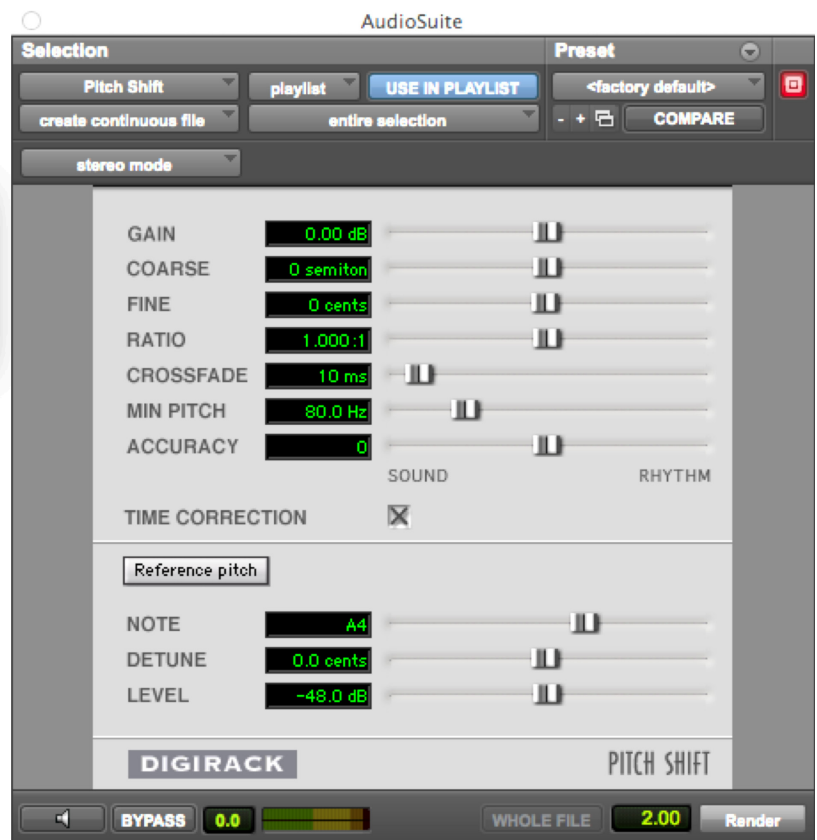 AudioSuite
Selection Preset
Pitch Shift playlist USE IN PLAYLIST <factory default>
create continuous file entire selection - + COMPARE
stereo mode
GAIN 0.00 dB
COARSE 0 semiton
FINE 0 cents
RATIO 1.000:1
CROSSFADE 10 ms
MIN PITCH 80.0 Hz
ACCURACY 0
SOUND RHYTHM
TIME CORRECTION
Reference pitch
NOTE A4
DETUNE 0.0 cents
LEVEL -48.0 dB
DIGIRACK PITCH SHIFT
BYPASS 0.0 WHOLE FILE 2.00 Render